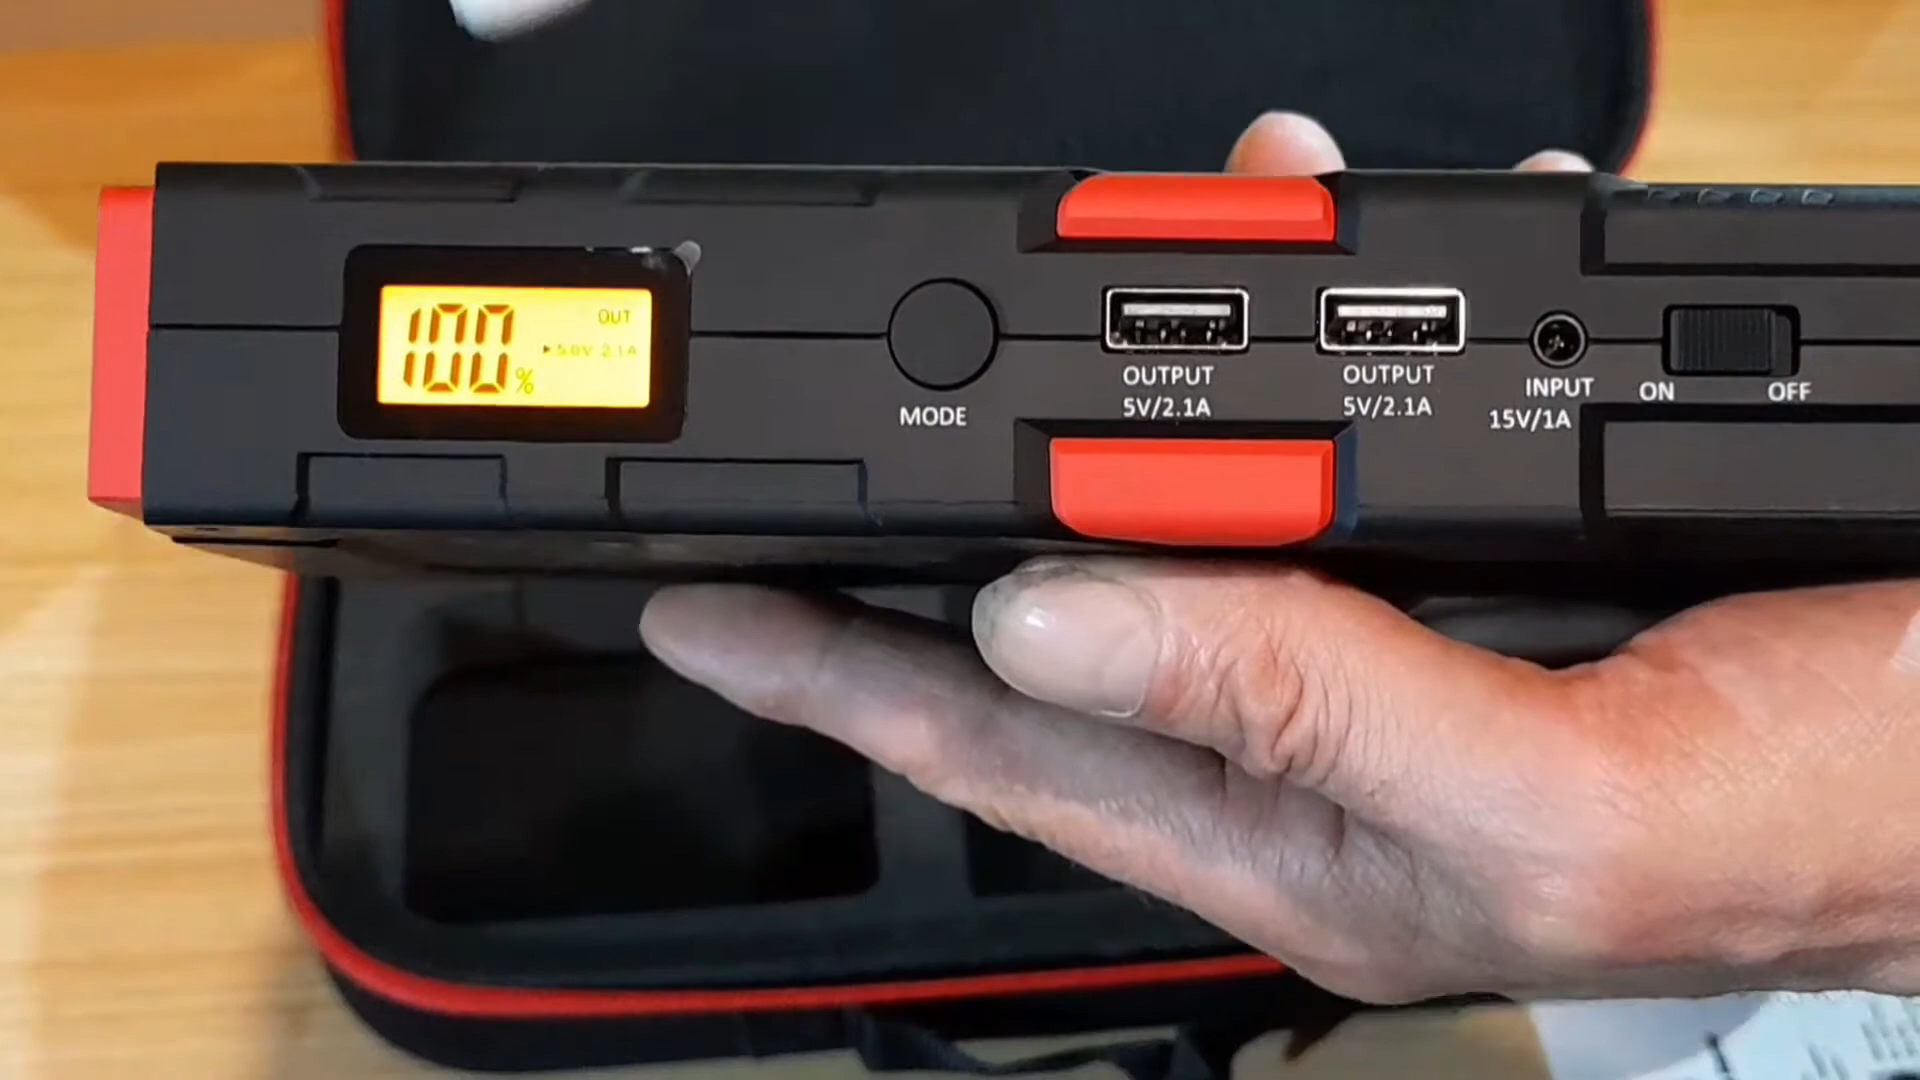 OUT
100%
5.0V 2.1A
MODE
OUTPUT
5V/2.1A
OUTPUT
5V/2.1A
INPUT
15V/1A
ON
OFF